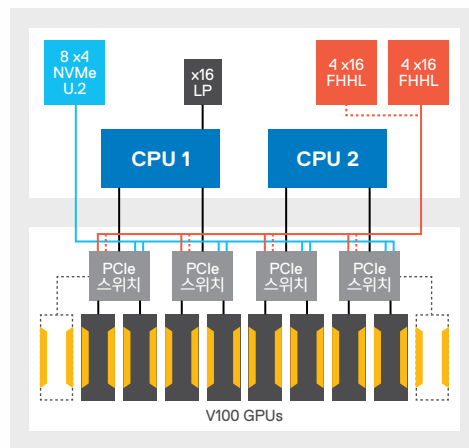 8 x4
NVMe
U.2
x16
LP
4 x16
FHHL
4 x16
FHHL
CPU 1
CPU 2
PCIe
스위치
PCIe
스위치
PCIe
스위치
PCIe
스위치
V100 GPUs